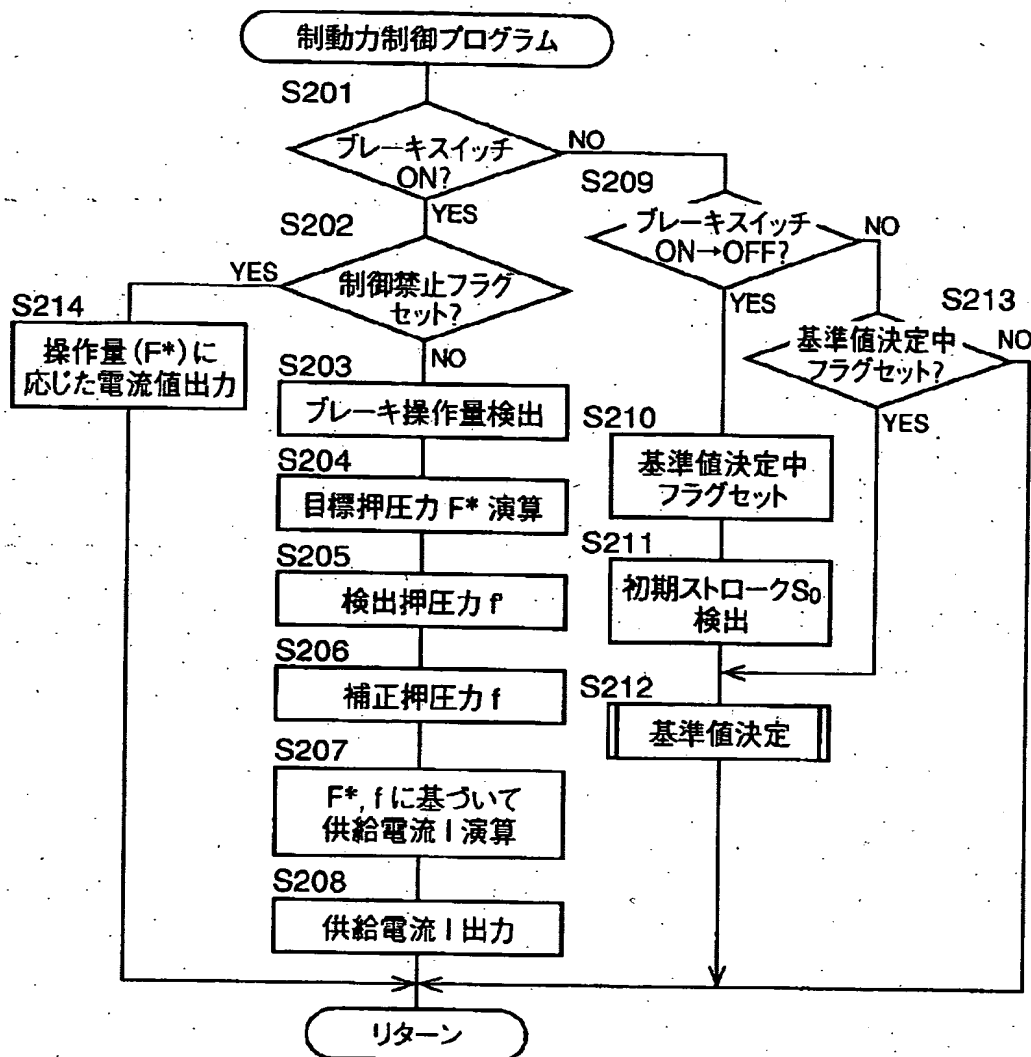 制動力制御プログラム
S201
ブレーキスイッチ
ON?
NO
YES
S202
制御禁止フラグ
セット?
YES
NO
S214
操作量(F*)に
応じた電流値出力
S203
ブレーキ操作量検出
S204
目標押圧力F*演算
S205
検出押圧力f'
S206
補正押圧力f
S207
F*,fに基づいて
供給電流I演算
S208
供給電流I出力
S209
ブレーキスイッチ
ON→OFF?
NO
YES
S213
基準値決定中
フラグセット?
NO
YES
S210
基準値決定中
フラグセット
S211
初期ストロークS0
検出
S212
基準値決定
リターン